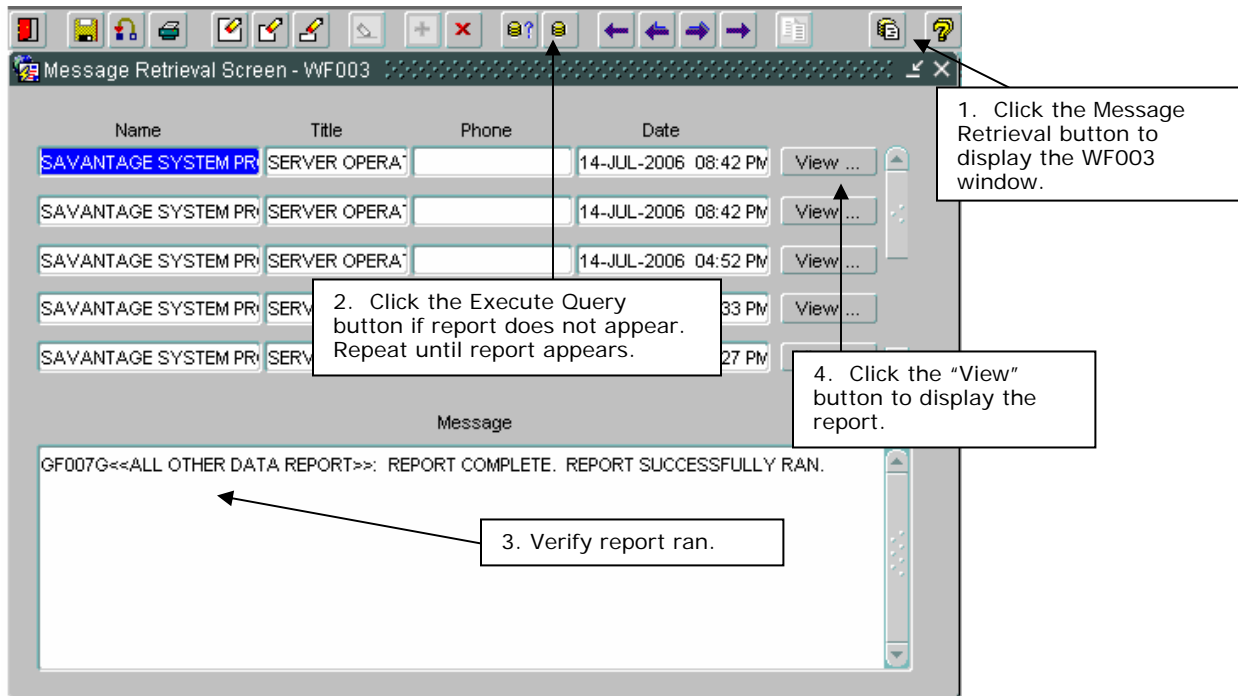 Message Retrieval Screen - WF003
1. Click the Message
Retrieval button to
display the WF003
window.
Name Title Phone Date
SAVANTAGE SYSTEM PR SERVER OPERAT 14-JUL-2006 08:42 PM View ...
SAVANTAGE SYSTEM PR SERVER OPERAT 14-JUL-2006 08:42 PM View ...
SAVANTAGE SYSTEM PR SERVER OPERAT 14-JUL-2006 04:52 PM View ...
SAVANTAGE SYSTEM PR SERV 33 PM View ...
SAVANTAGE SYSTEM PR SERV 27 PM
2. Click the Execute Query
button if report does not appear.
Repeat until report appears.
4. Click the "View"
button to display the
report.
Message
GF007G<<ALL OTHER DATA REPORT>>: REPORT COMPLETE. REPORT SUCCESSFULLY RAN.
3. Verify report ran.